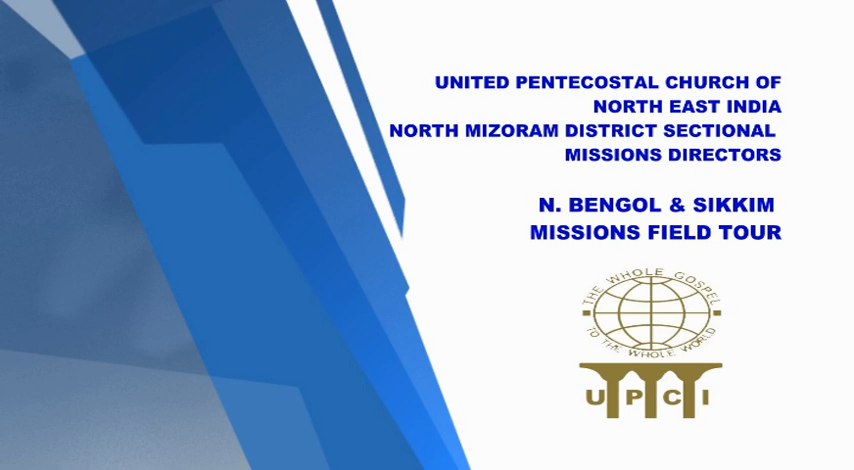 UNITED PENTECOSTAL CHURCH OF
NORTH EAST INDIA
NORTH MIZORAM DISTRICT SECTIONAL
MISSIONS DIRECTORS
N. BENGOL & SIKKIM
MISSIONS FIELD TOUR
THE WHOLE GOSPEL
TO THE WHOLE WORLD
UPCI